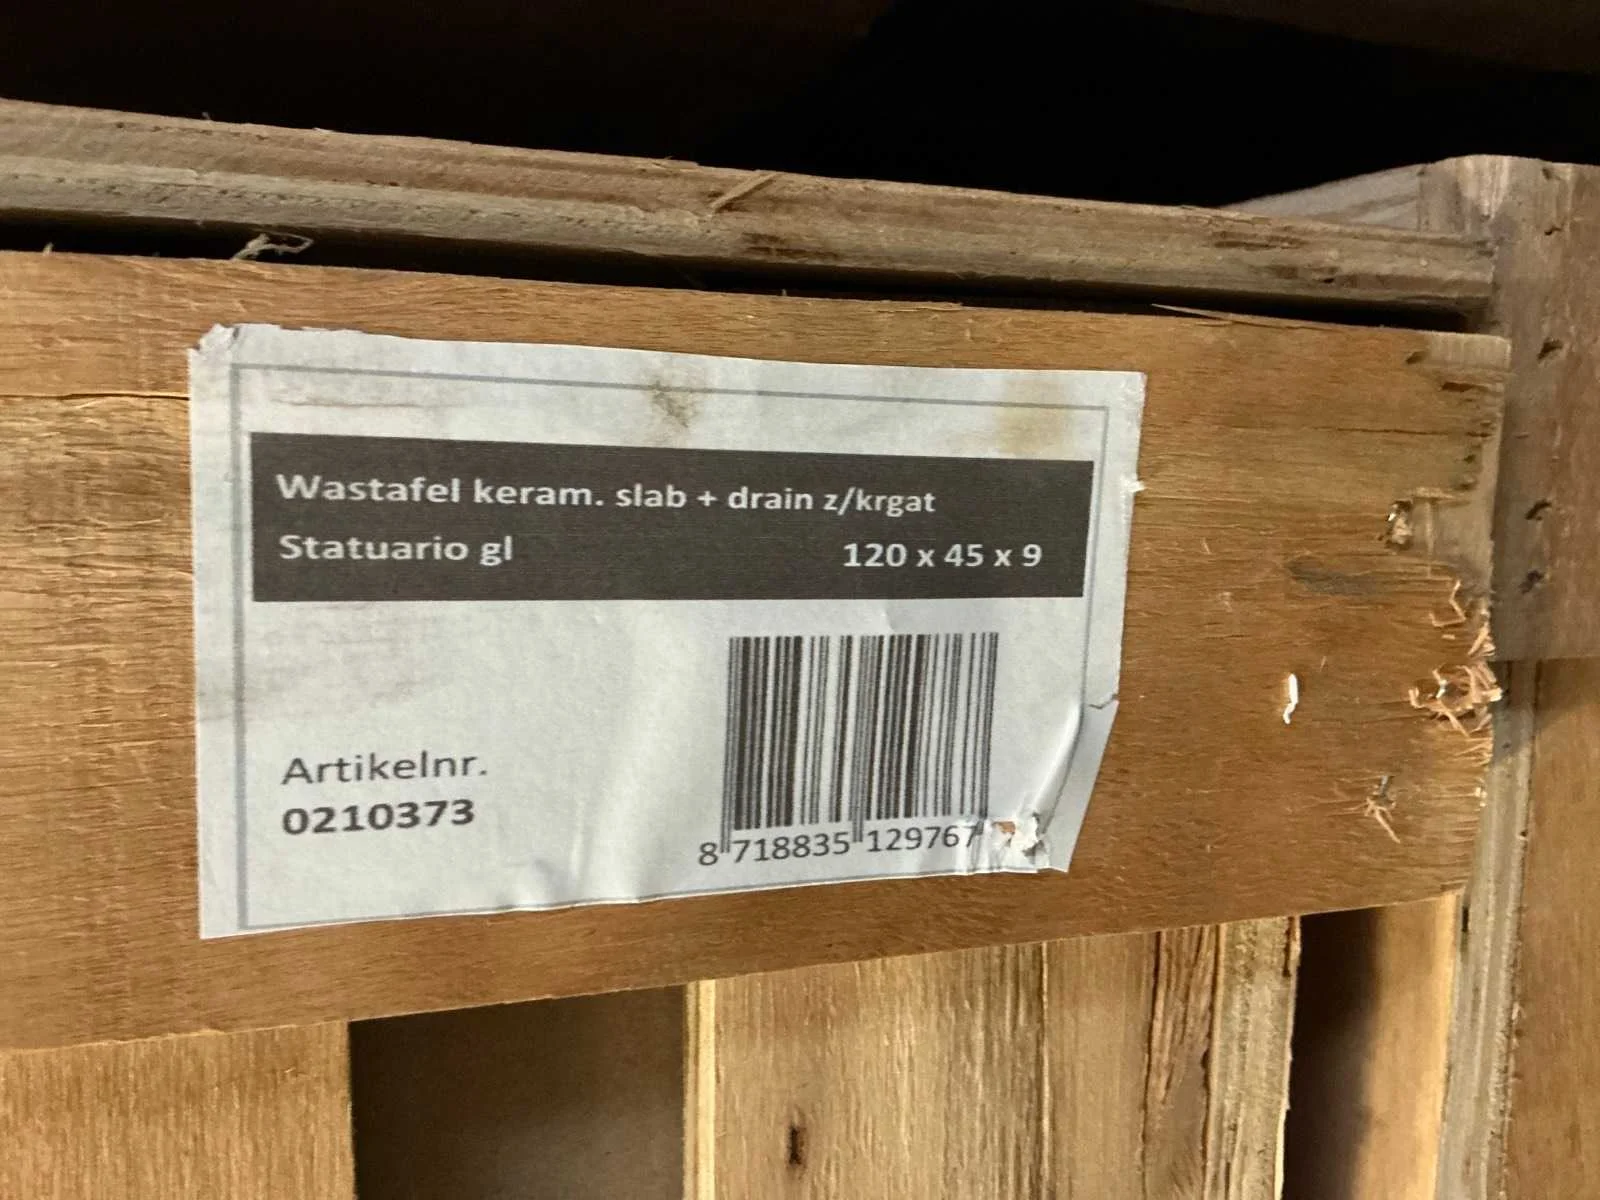 Wastafel keram. slab + drain z/krgat
Statuario gl 120 x 45 x 9
Artikelnr.
0210373
8 718835 129767